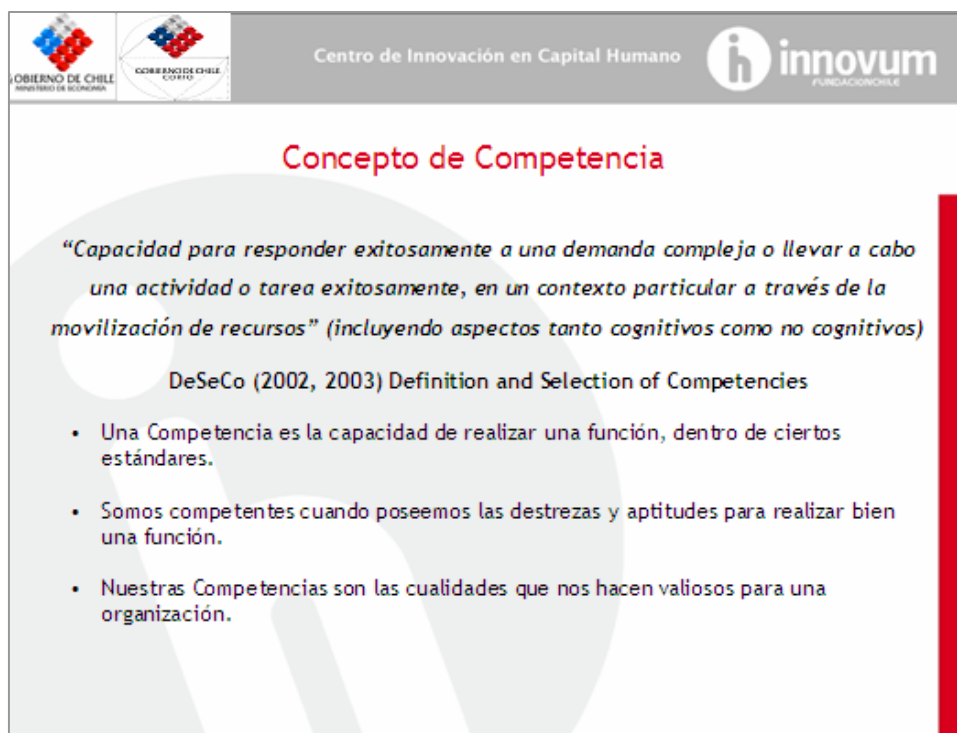 OBIERNO DE CHILE
MINISTERIO DE ECONOMÍA
GOBIERNO DE CHILE
CORFO
Centro de Innovación en Capital Humano
innovum
FUNDACIONCHILE
Concepto de Competencia
“Capacidad para responder exitosamente a una demanda compleja o llevar a cabo
una actividad o tarea exitosamente, en un contexto particular a través de la
movilización de recursos” (incluyendo aspectos tanto cognitivos como no cognitivos)
DeSeCo (2002, 2003) Definition and Selection of Competencies
• Una Competencia es la capacidad de realizar una función, dentro de ciertos
estándares.
• Somos competentes cuando poseemos las destrezas y aptitudes para realizar bien
una función.
• Nuestras Competencias son las cualidades que nos hacen valiosos para una
organización.